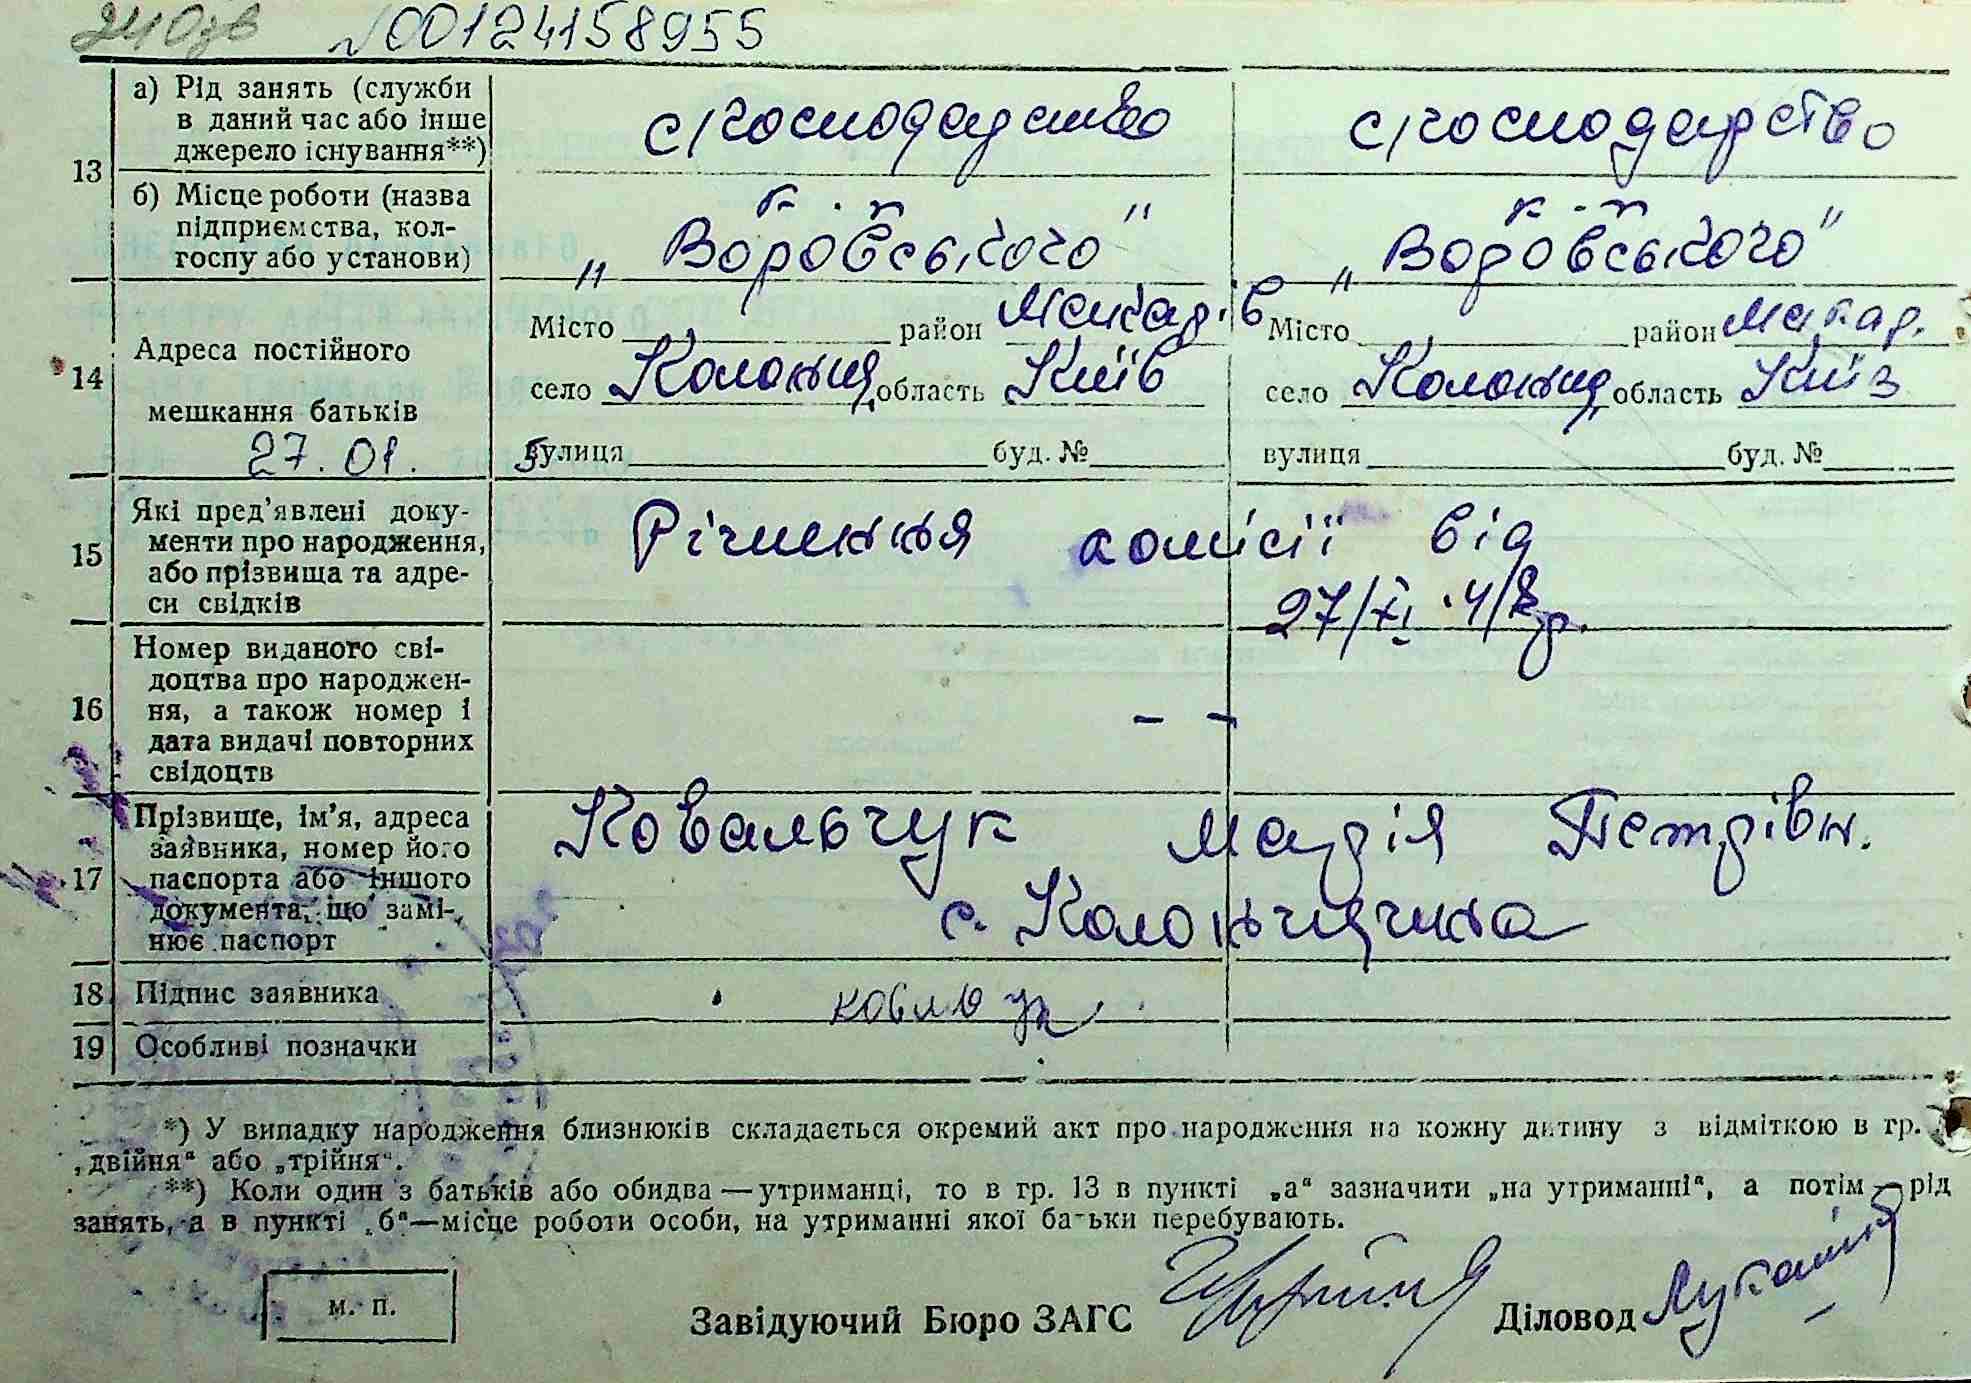 №00124158955
13
а) Рід занять (служби в даний час або інше джерело існування**)
с/господарство
с/господарство
б) Місце роботи (назва підприємства, колгоспу або установи)
к. п. „Воровського"
к. п. „Воровського"
14
Адреса постійного мешкання батьків
27.01.
Місто район Макарів
село Колонщ. область Київ
вулиця буд. №
Місто район Макар.
село Колонщ. область Київ
вулиця буд. №
15
Які пред'явлені документи про народження, або прізвища та адреси свідків
Рішення комісії від
27/XI
16
Номер виданого свідоцтва про народження, а також номер і дата видачі повторних свідоцтв
– –
17
Прізвище, ім'я, адреса заявника, номер його паспорта або іншого документа, що замінює паспорт
Ковальчук Марія Петрівн.
с. Колонщина
18
Підпис заявника
19
Особливі позначки
*) У випадку народження близнюків складається окремий акт про народження на кожну дитину з відміткою в гр.
„двійня" або „трійня".
**) Коли один з батьків або обидва — утриманці, то в гр. 13 в пункті „а" зазначити „на утриманні", а потім — рід
занять, а в пункті „б"—місце роботи особи, на утриманні якої батьки перебувають.
м. п.
Завідуючий Бюро ЗАГС
Діловод